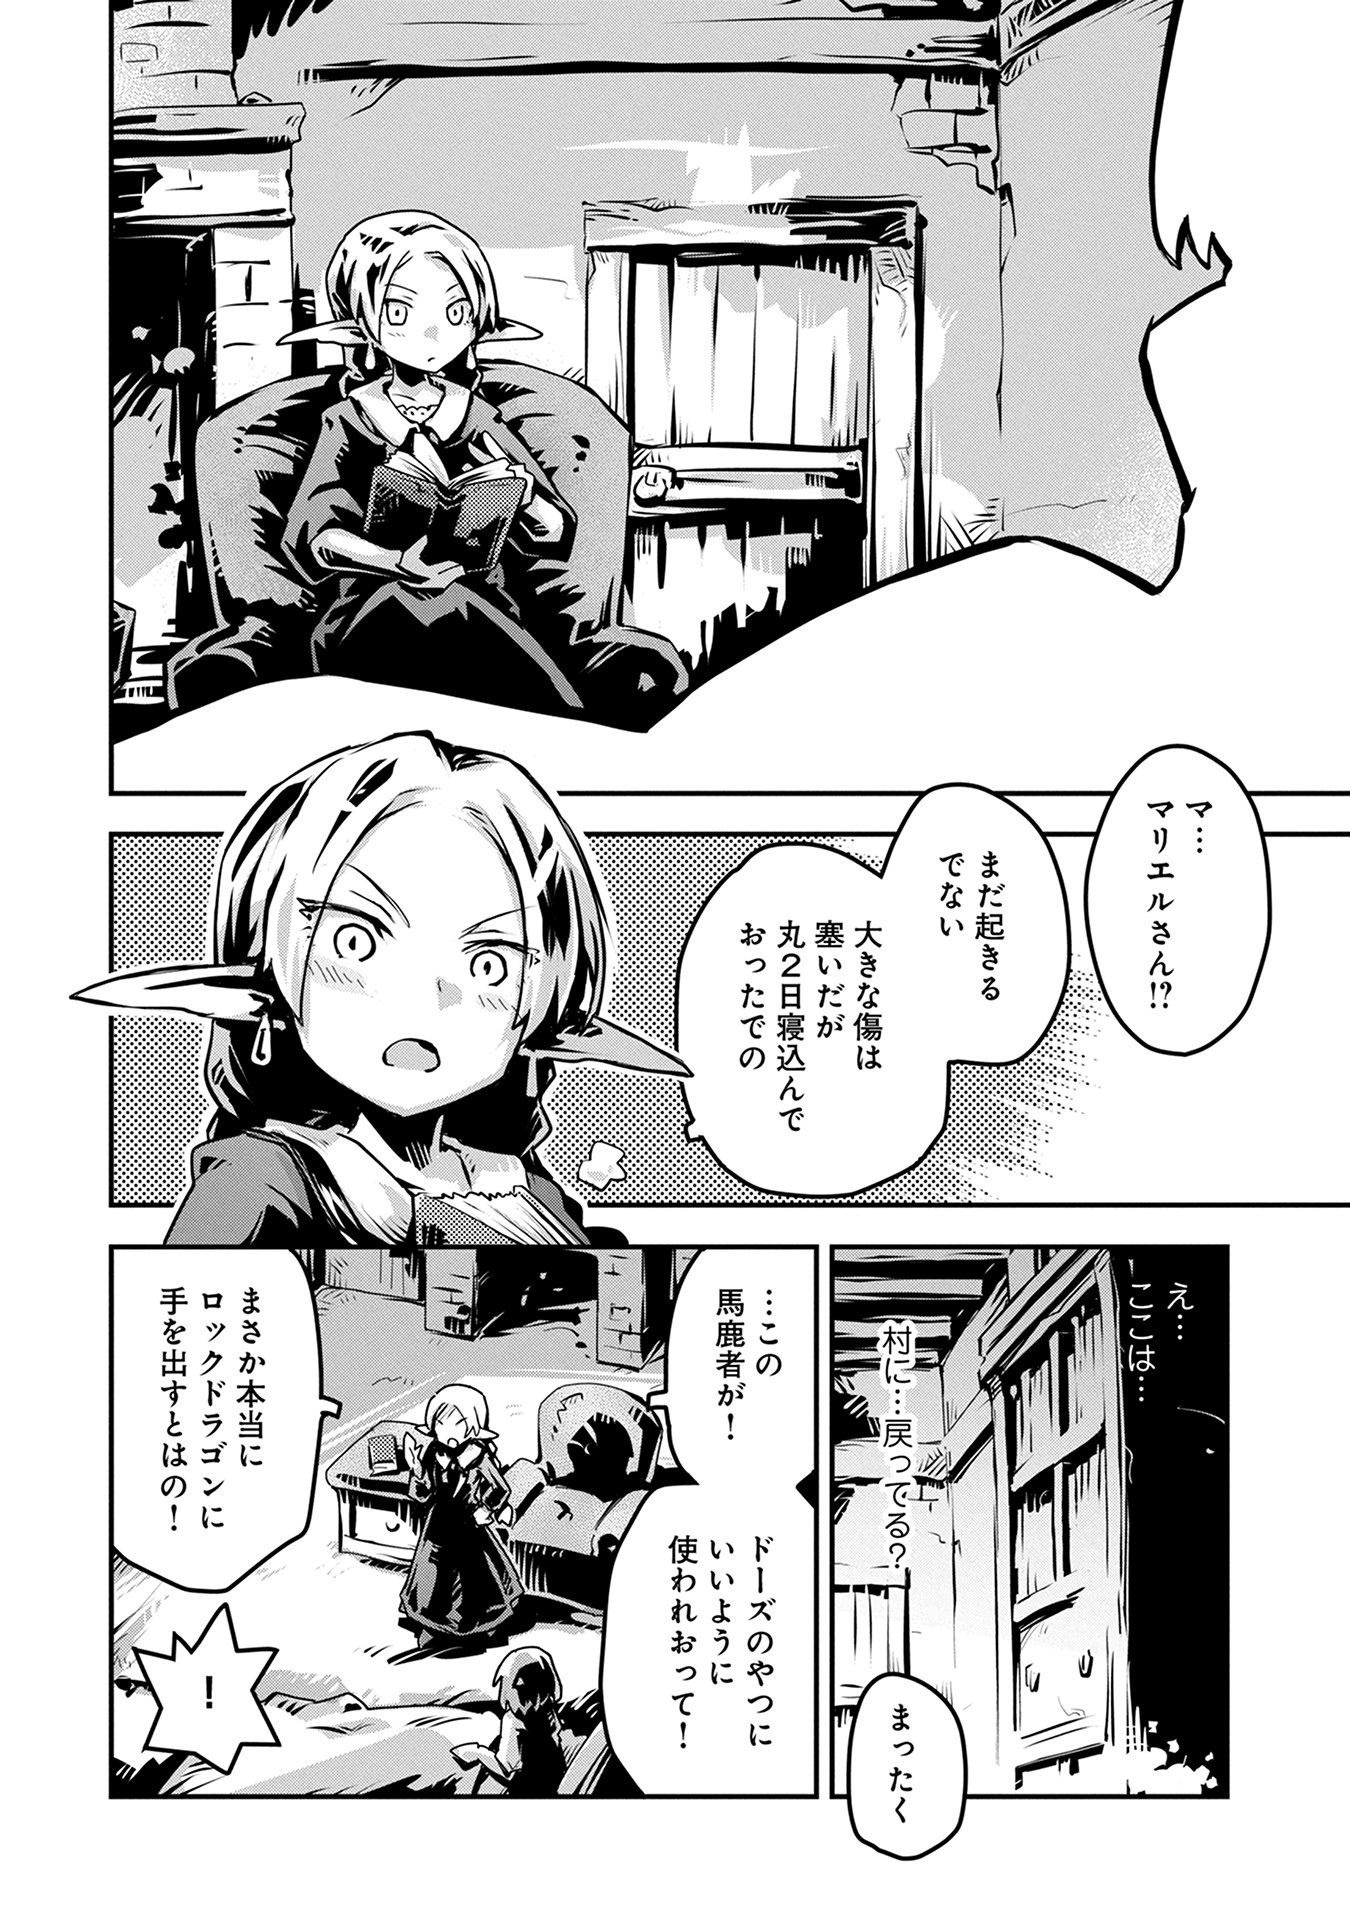 マ…
マリエルさん!?
まだ起きる
でない
大きな傷は
塞いだが
丸2日寝込んで
おったでの
え…
ここは…
村に…戻ってる?
まったく
…この
馬鹿者が!
ドーズのやつに
いいように
使われおって!
まさか本当に
ロックドラゴンに
手を出すとはの!
!